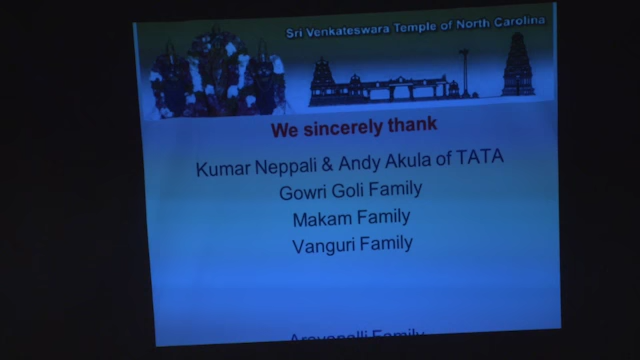 Sri Venkateswara Temple of North Carolina
We sincerely thank
Kumar Neppali & Andy Akula of TATA
Gowri Goli Family
Makam Family
Vanguri Family
Family